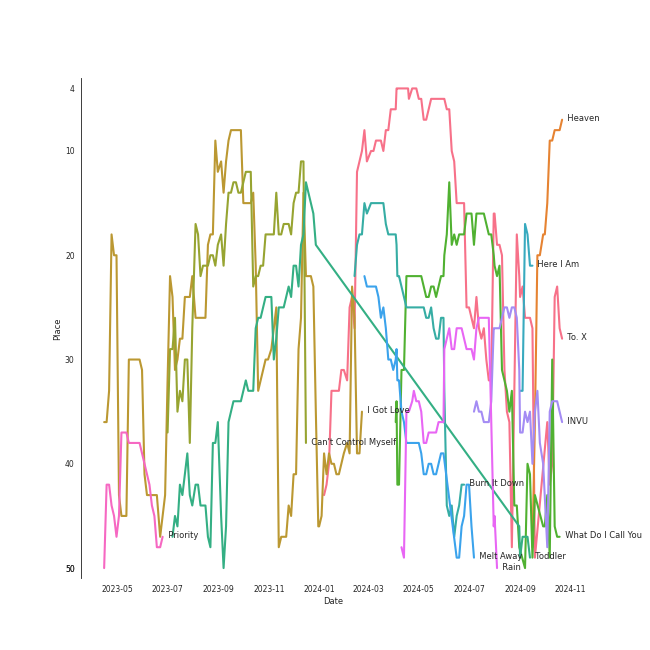 4
10
20
30
40
50
Place
Heaven
Here I Am
To. X
I Got Love
INVU
Can't Control Myself
Burn It Down
Priority
What Do I Call You
Melt Away
Toddler
Rain
2023-05
2023-07
2023-09
2023-11
2024-01
2024-03
2024-05
2024-07
2024-09
2024-11
Date